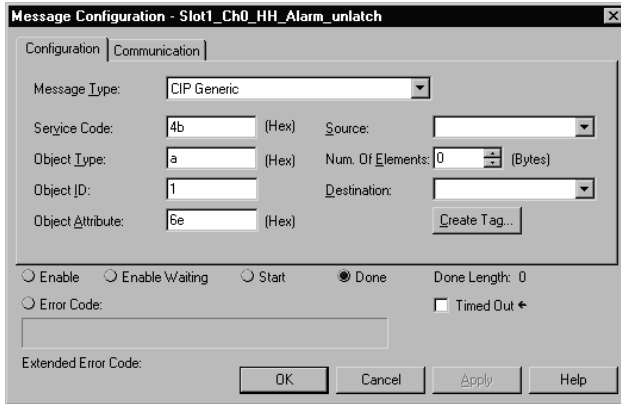 Message Configuration - Slot1_Ch0_HH_Alarm_unlatch
Configuration Communication
Message Type: CIP Generic
Service Code: 4b (Hex) Source:
Object Type: a (Hex) Num. Of Elements: 0 (Bytes)
Object ID: 1 Destination:
Object Attribute: 6e (Hex) Create Tag...
Enable Enable Waiting Start Done Done Length: 0
Error Code: Timed Out ←
Extended Error Code:
OK Cancel Apply Help